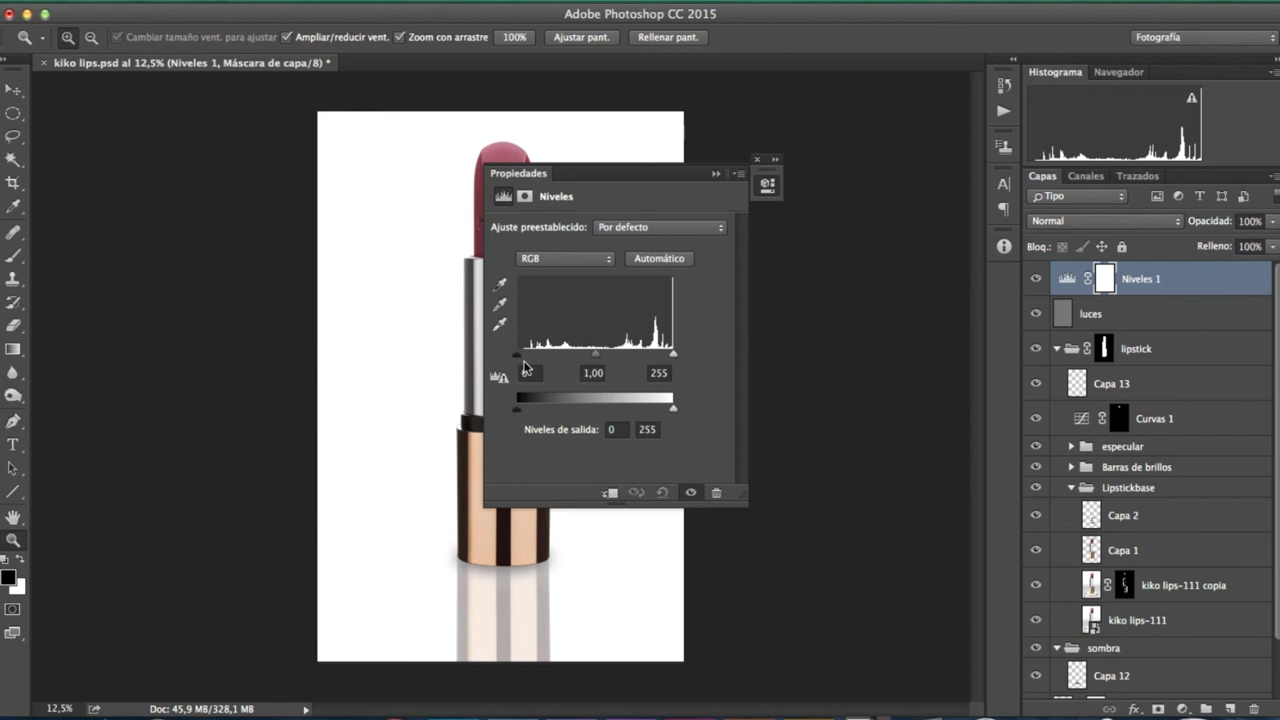 Adobe Photoshop CC 2015
Cambiar tamaño vent. para ajustar Ampliar/reducir vent. Zoom con arrastre 100% Ajustar pant. Rellenar pant. Fotografía
kiko lips.psd al 12,5% (Niveles 1, Máscara de capa/8) *
Histograma Navegador
Propiedades
Niveles
Ajuste preestablecido: Por defecto
RGB Automático
1,00 255
Niveles de salida: 0 255
Capas Canales Trazados
Tipo
Normal Opacidad: 100%
Bloq.: Relleno: 100%
Niveles 1
luces
lipstick
Capa 13
Curvas 1
especular
Barras de brillos
Lipstickbase
Capa 2
Capa 1
kiko lips-111 copia
kiko lips-111
sombra
Capa 12
12,5% Doc: 45,9 MB/328,1 MB